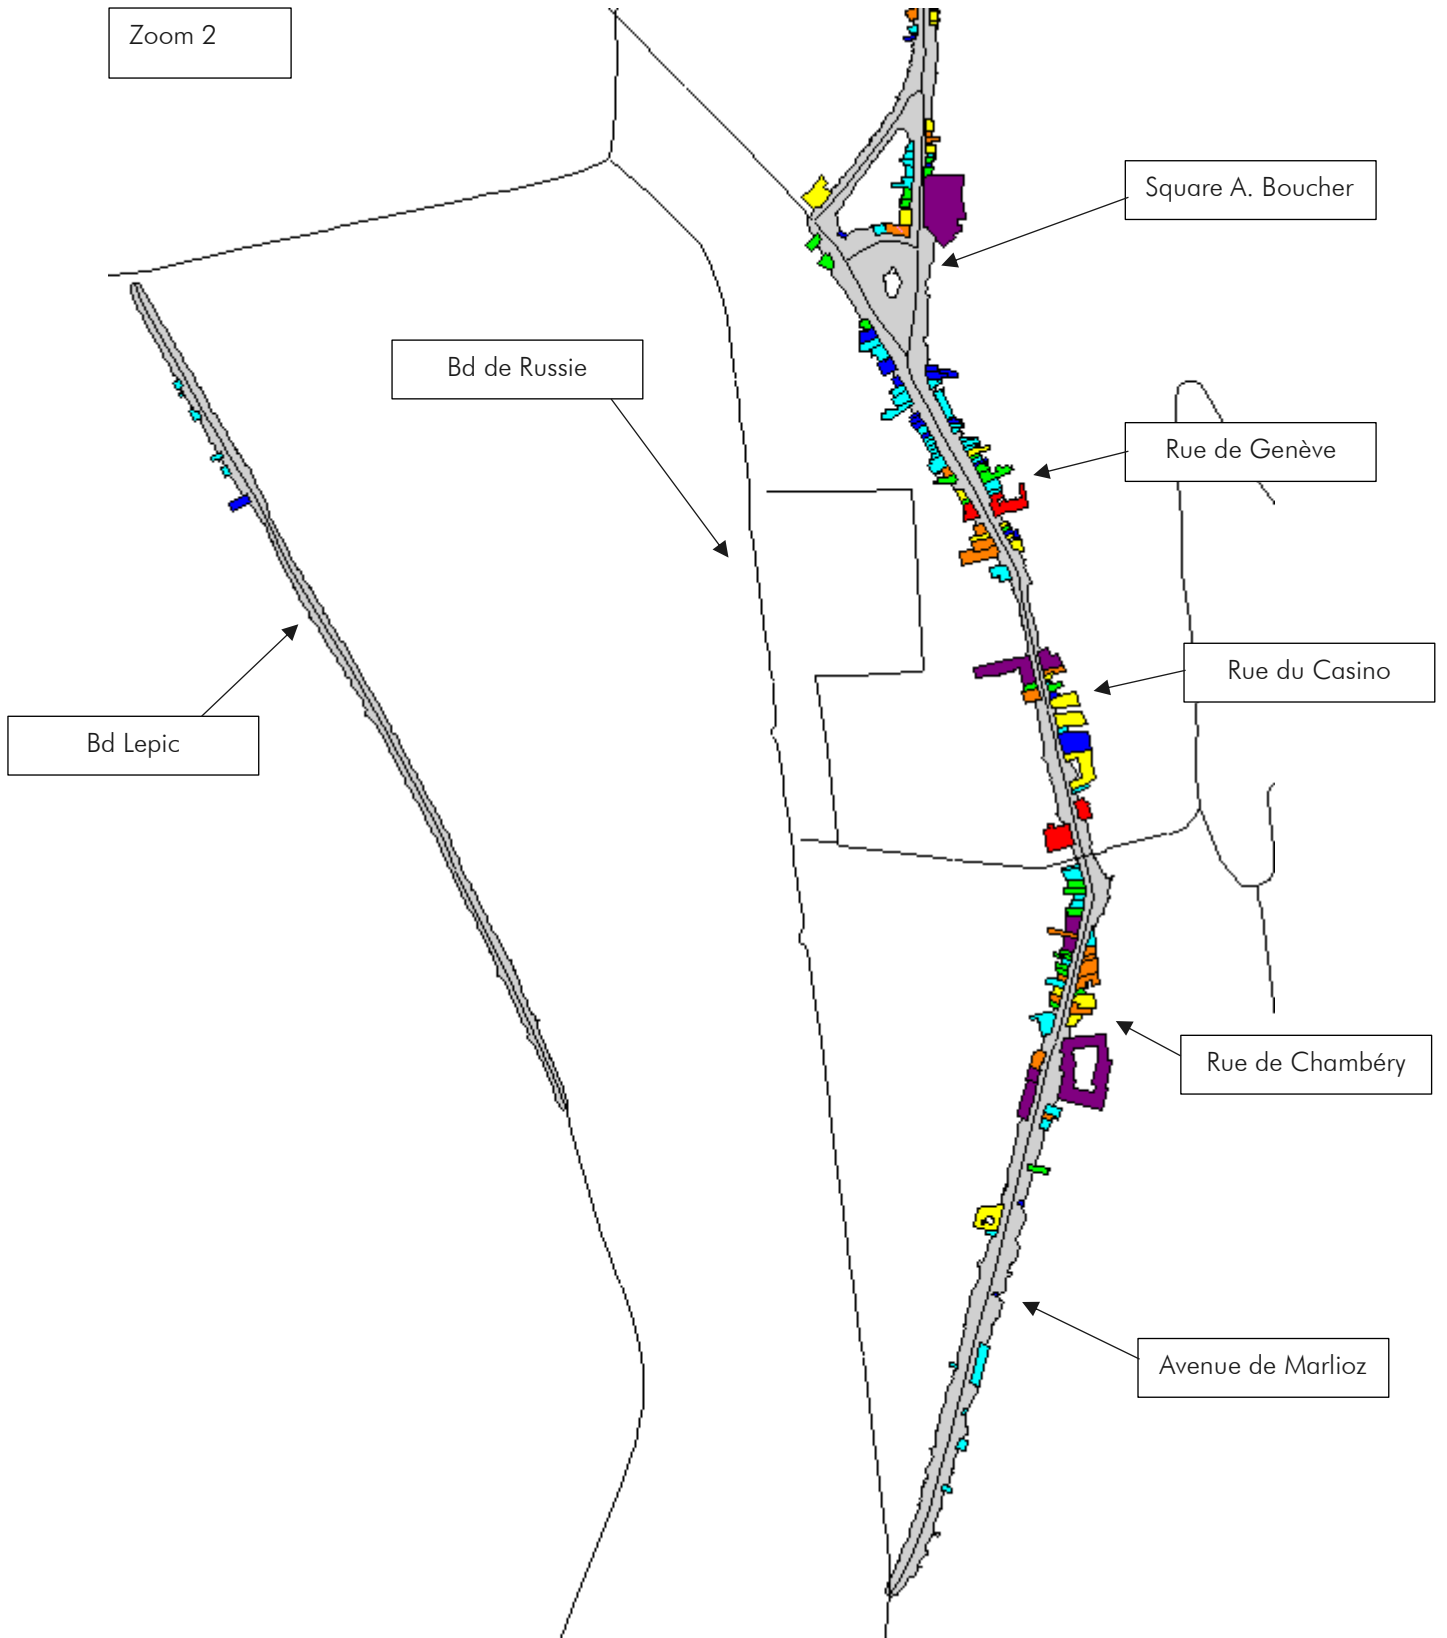 Zoom 2
Square A. Boucher
Bd de Russie
Rue de Genève
Rue du Casino
Bd Lepic
Rue de Chambéry
Avenue de Marlioz